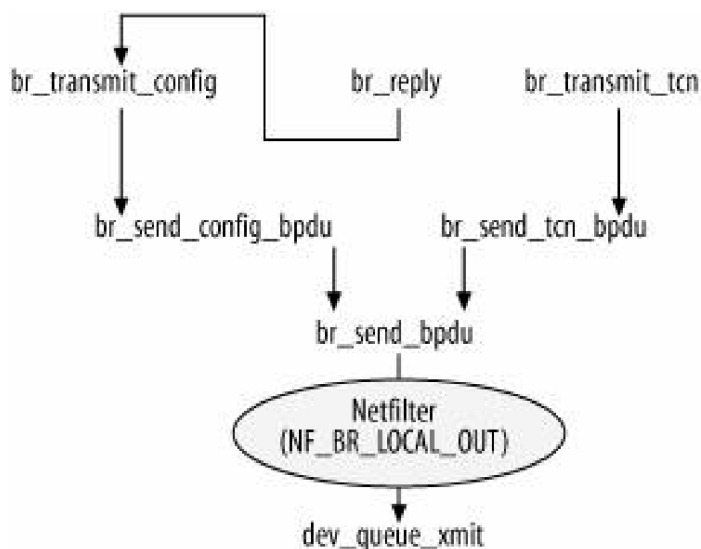 br_transmit_config br_reply br_transmit_tcn
br_send_config_bpdu br_send_tcn_bpdu
br_send_bpdu
Netfilter
(NF_BR_LOCAL_OUT)
dev_queue_xmit